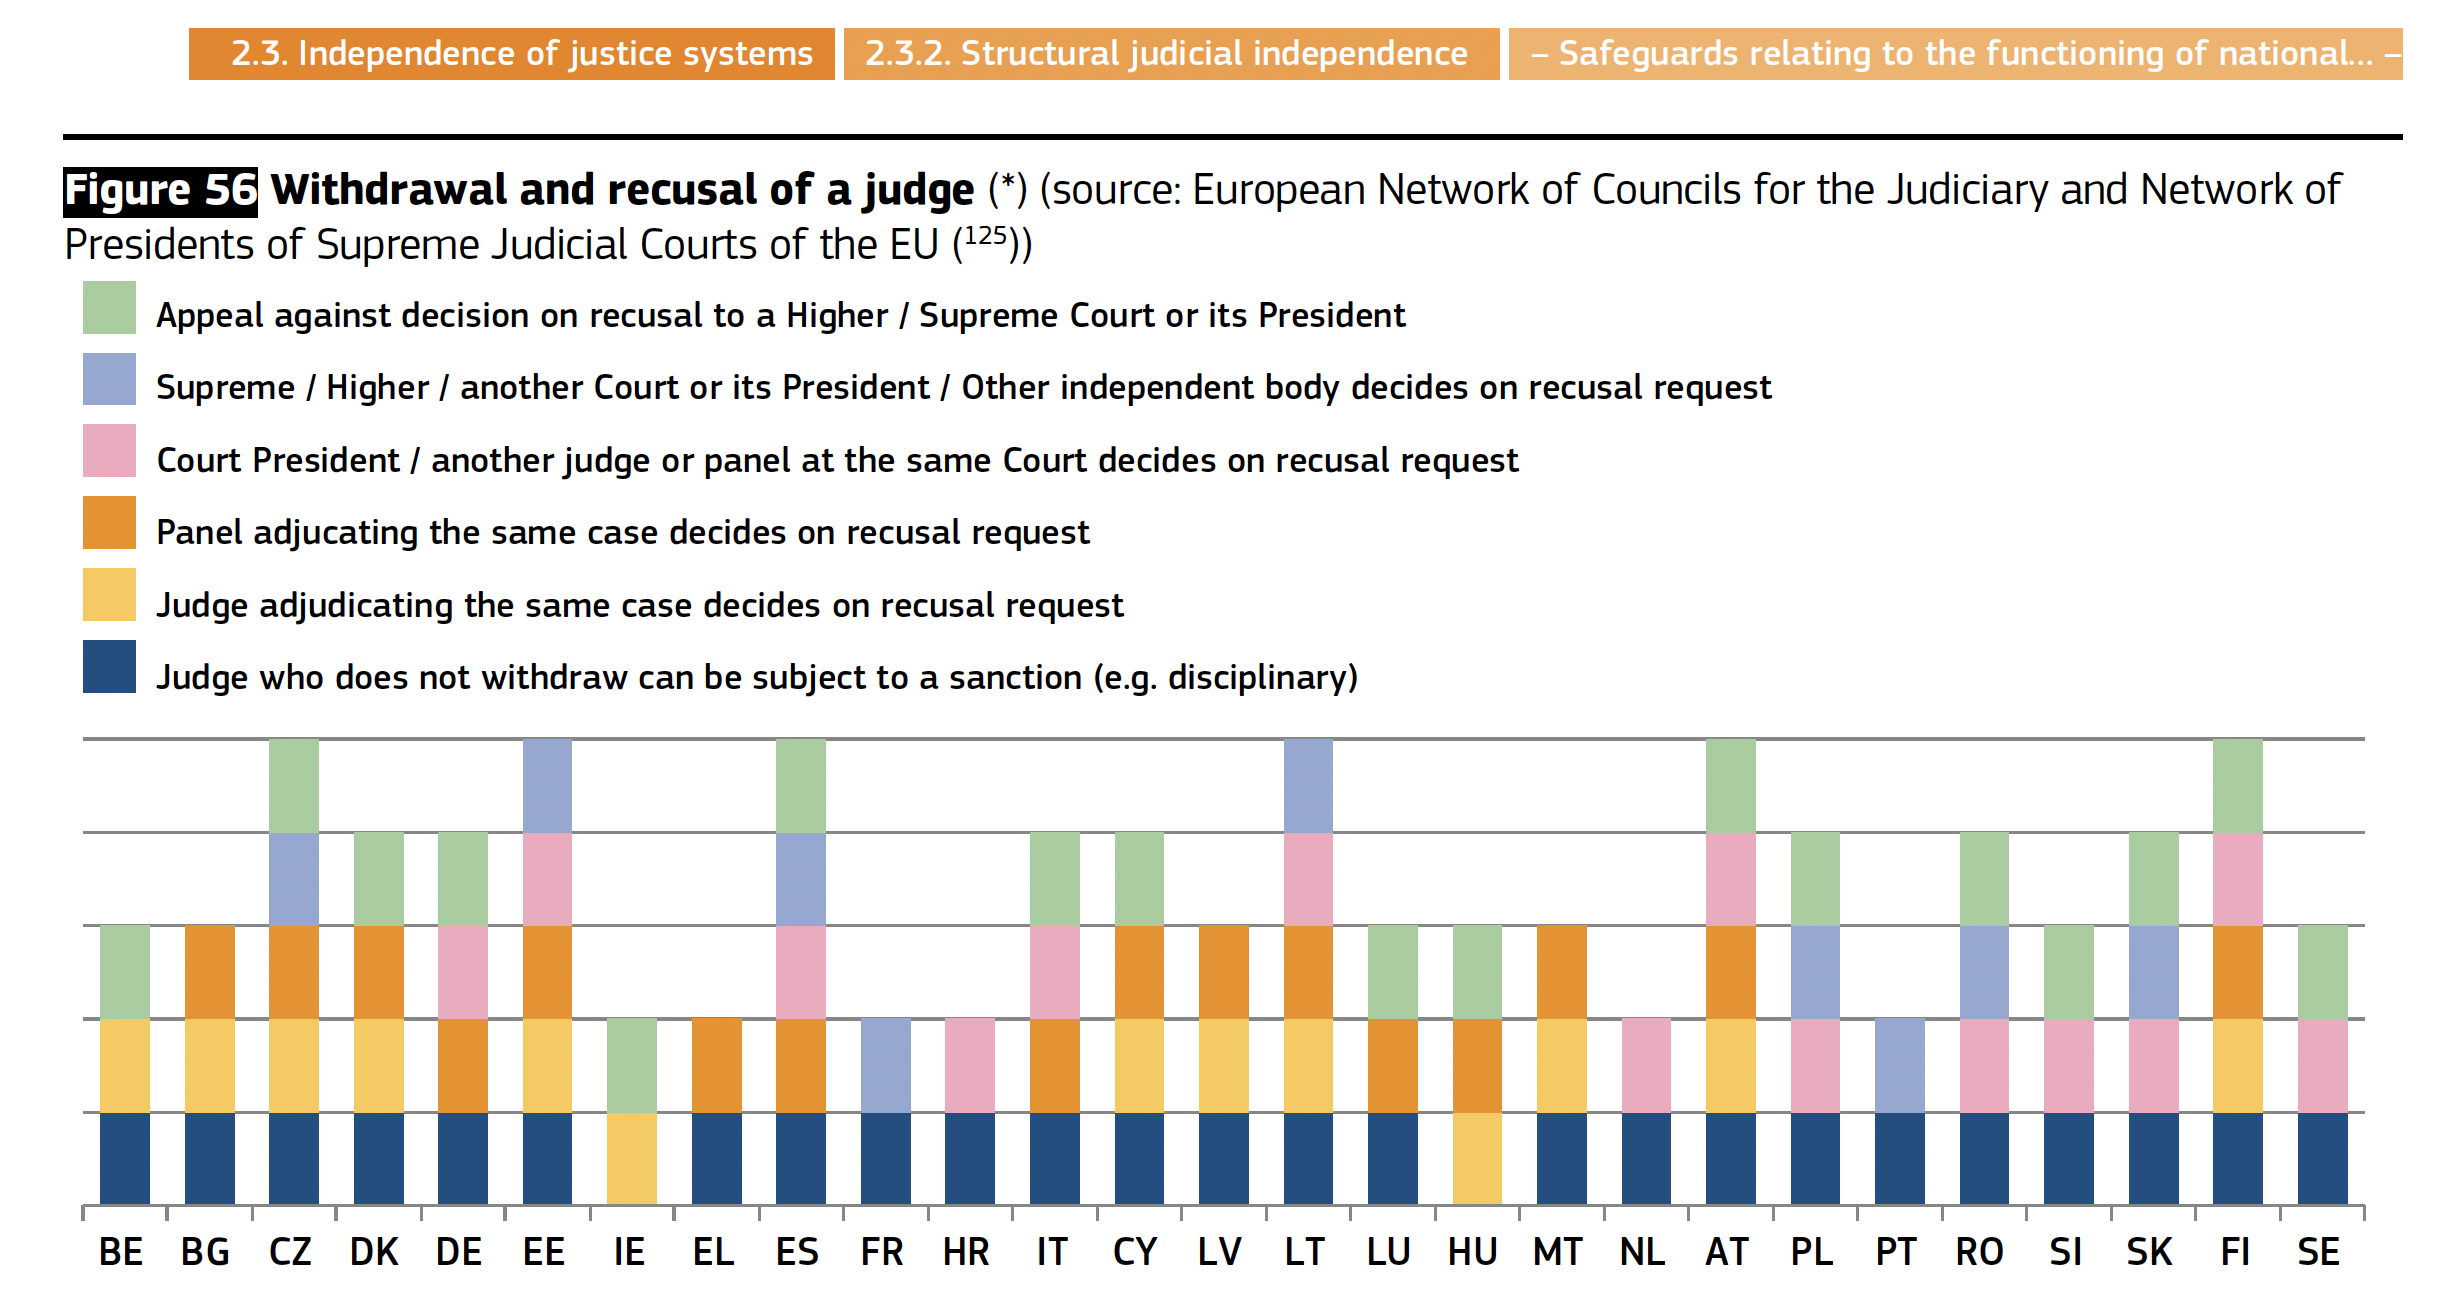 2.3. Independence of justice systems 2.3.2. Structural judicial independence – Safeguards relating to the functioning of national... –
Figure 56 Withdrawal and recusal of a judge (*) (source: European Network of Councils for the Judiciary and Network of
Presidents of Supreme Judicial Courts of the EU (125))
Appeal against decision on recusal to a Higher / Supreme Court or its President
Supreme / Higher / another Court or its President / Other independent body decides on recusal request
Court President / another judge or panel at the same Court decides on recusal request
Panel adjucating the same case decides on recusal request
Judge adjudicating the same case decides on recusal request
Judge who does not withdraw can be subject to a sanction (e.g. disciplinary)
BE BG CZ DK DE EE IE EL ES FR HR IT CY LV LT LU HU MT NL AT PL PT RO SI SK FI SE